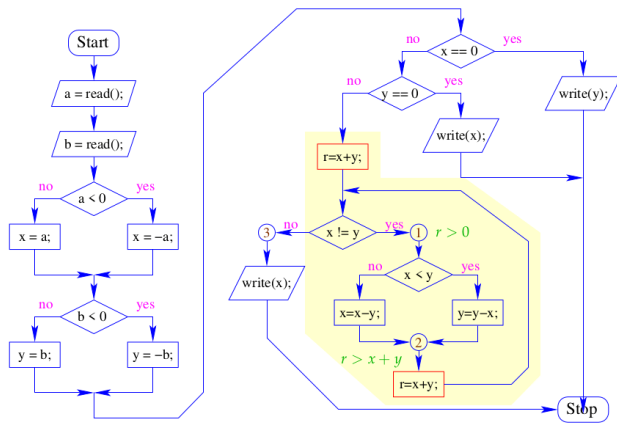 Start
a = read();
b = read();
a < 0
no
yes
x = a;
x = −a;
b < 0
no
yes
y = b;
y = −b;
x == 0
no
yes
y == 0
no
yes
write(y);
write(x);
r=x+y;
x != y
no
yes
3
1
r > 0
write(x);
x < y
no
yes
x=x−y;
y=y−x;
2
r > x + y
r=x+y;
Stop